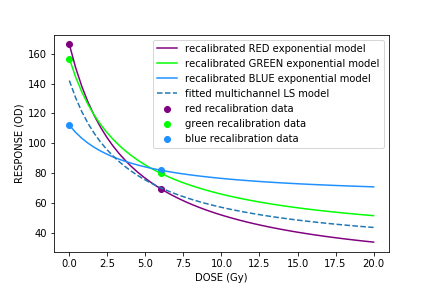 recalibrated RED exponential model
recalibrated GREEN exponential model
recalibrated BLUE exponential model
fitted multichannel LS model
red recalibration data
green recalibration data
blue recalibration data
RESPONSE (OD)
160
140
120
100
80
60
40
0.0 2.5 5.0 7.5 10.0 12.5 15.0 17.5 20.0
DOSE (Gy)